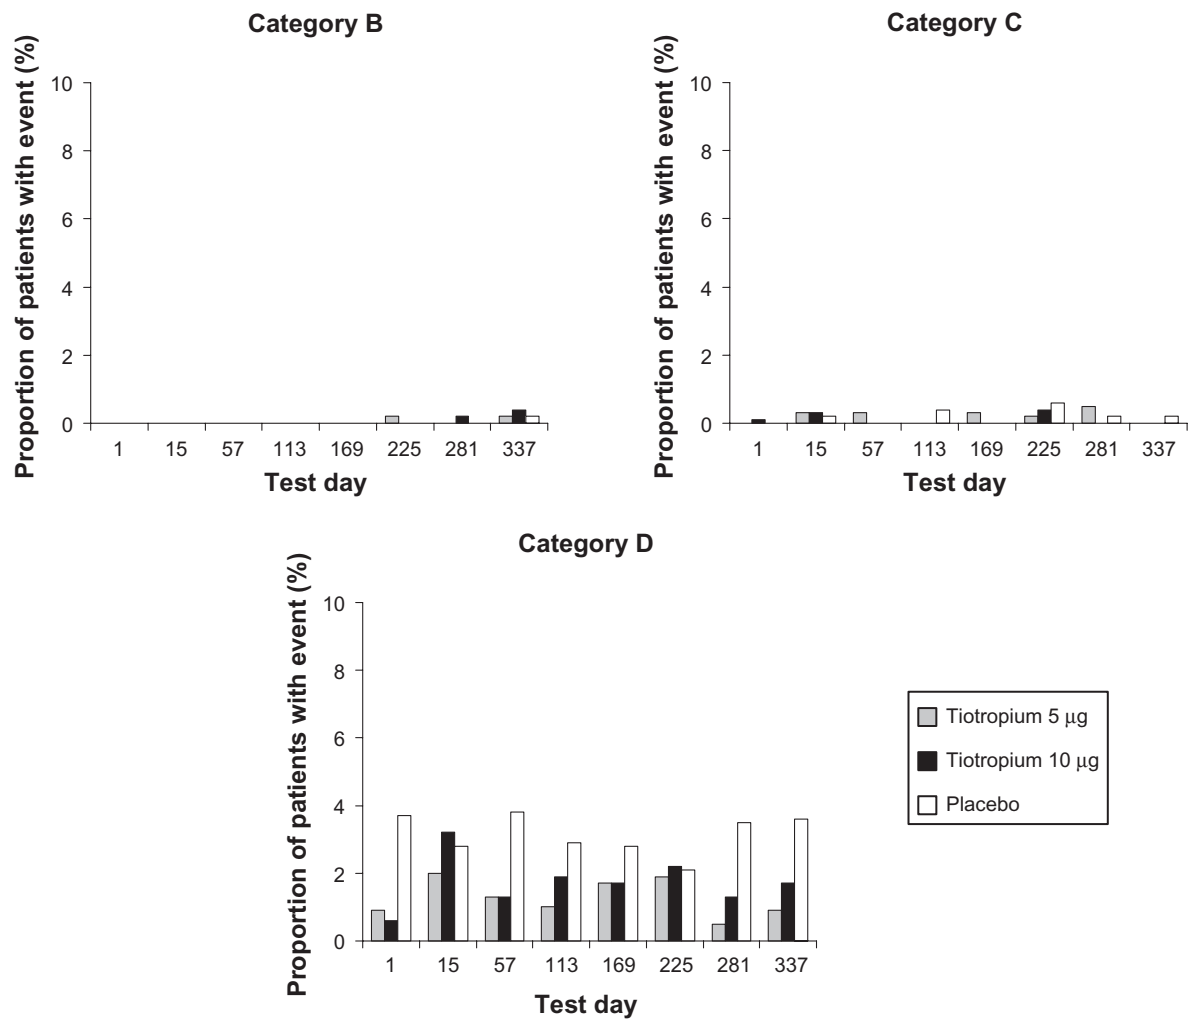 Category B
Proportion of patients with event (%)
10
8
6
4
2
0
1 15 57 113 169 225 281 337
Test day
Category C
Proportion of patients with event (%)
10
8
6
4
2
0
1 15 57 113 169 225 281 337
Test day
Category D
Proportion of patients with event (%)
10
8
6
4
2
0
1 15 57 113 169 225 281 337
Test day
Tiotropium 5 μg
Tiotropium 10 μg
Placebo